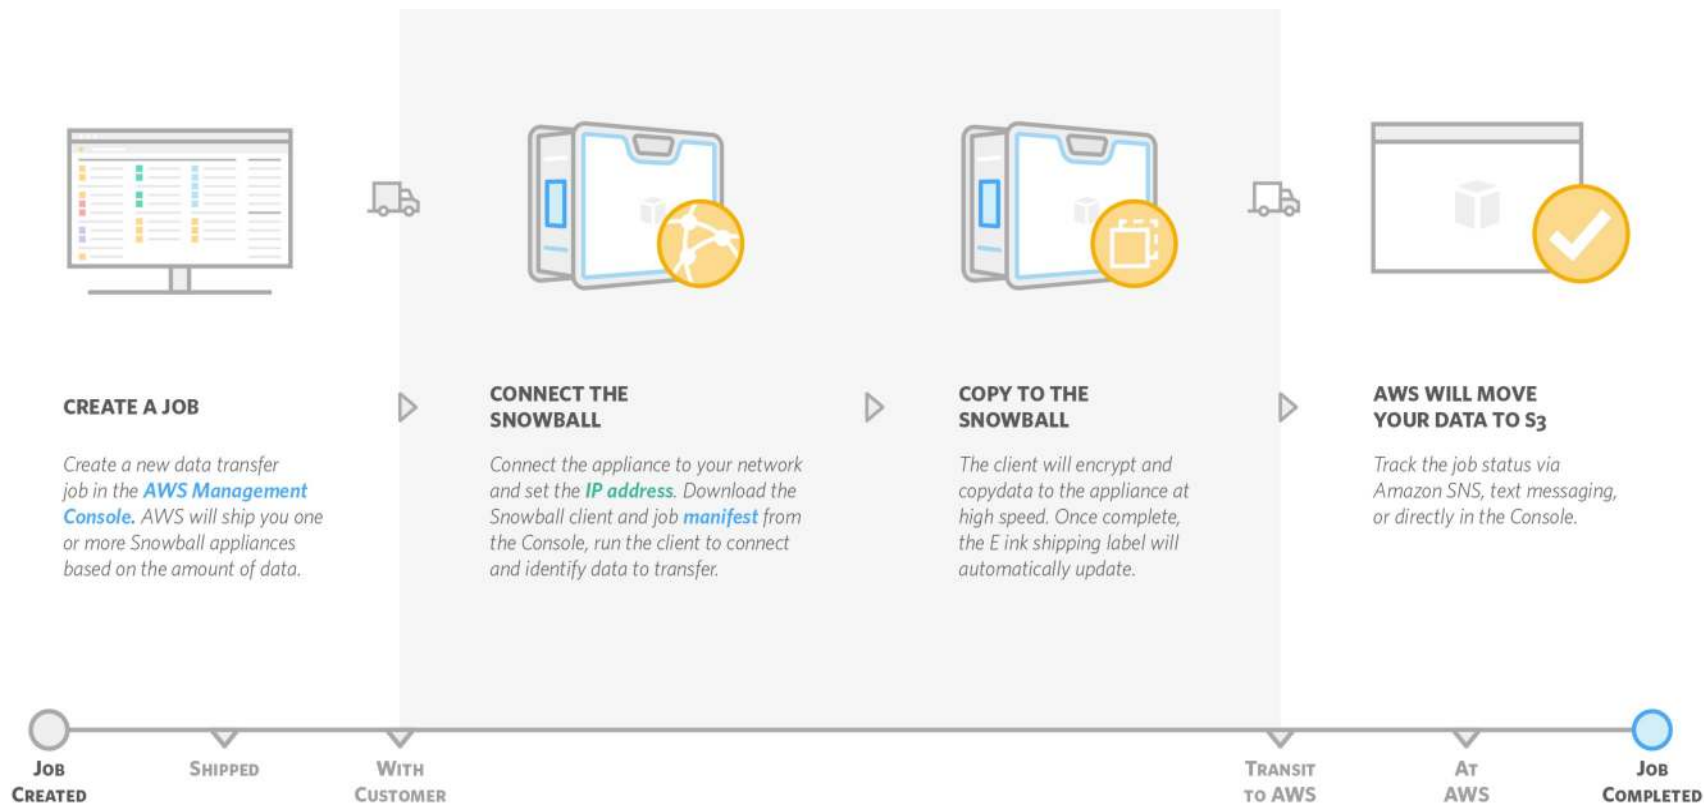 CREATE A JOB
Create a new data transfer
job in the AWS Management
Console. AWS will ship you one
or more Snowball appliances
based on the amount of data.
CONNECT THE
SNOWBALL
Connect the appliance to your network
and set the IP address. Download the
Snowball client and job manifest from
the Console, run the client to connect
and identify data to transfer.
COPY TO THE
SNOWBALL
The client will encrypt and
copydata to the appliance at
high speed. Once complete,
the E ink shipping label will
automatically update.
AWS WILL MOVE
YOUR DATA TO S3
Track the job status via
Amazon SNS, text messaging,
or directly in the Console.
JOB
CREATED
SHIPPED
WITH
CUSTOMER
TRANSIT
TO AWS
AT
AWS
JOB
COMPLETED